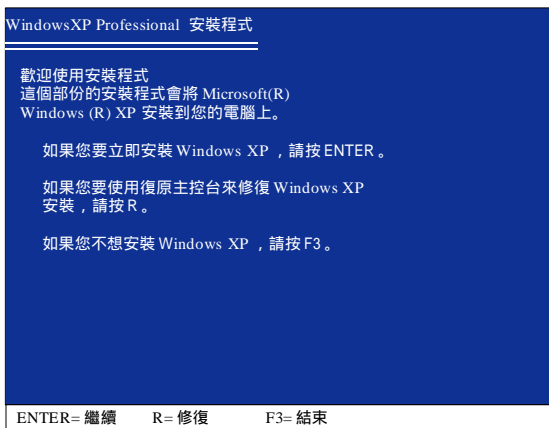 WindowsXP Professional 安裝程式
歡迎使用安裝程式
這個部份的安裝程式會將 Microsoft(R)
Windows (R) XP 安裝到您的電腦上。
如果您要立即安裝 Windows XP ，請按 ENTER 。
如果您要使用復原主控台來修復 Windows XP
安裝，請按 R 。
如果您不想安裝 Windows XP ，請按 F3 。
ENTER= 繼續 R= 修復 F3= 結束